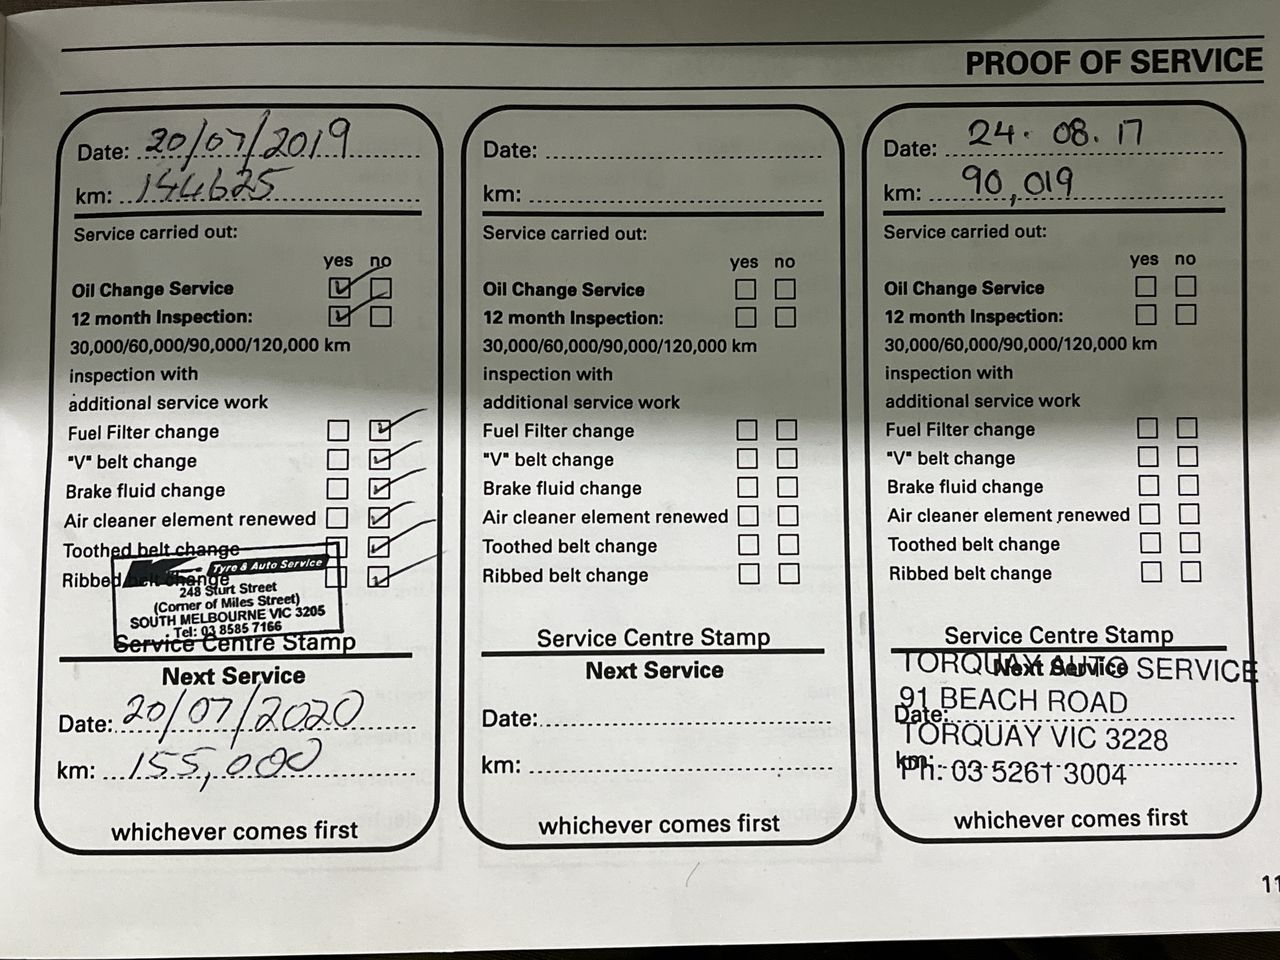 PROOF OF SERVICE
Date: 20/07/2019
km: 144625
Service carried out:
yes no
Oil Change Service
12 month Inspection:
30,000/60,000/90,000/120,000 km
inspection with
additional service work
Fuel Filter change
"V" belt change
Brake fluid change
Air cleaner element renewed
Toothed belt change
Ribbed belt change
Tyre & Auto Service
248 Sturt Street
(Corner of Miles Street)
SOUTH MELBOURNE VIC 3205
Tel: 03 8585 7166
Service Centre Stamp
Next Service
Date: 20/07/2020
km: 155,000
whichever comes first
Date:
km:
Service carried out:
yes no
Oil Change Service
12 month Inspection:
30,000/60,000/90,000/120,000 km
inspection with
additional service work
Fuel Filter change
"V" belt change
Brake fluid change
Air cleaner element renewed
Toothed belt change
Ribbed belt change
Service Centre Stamp
Next Service
Date:
km:
whichever comes first
Date: 24.08.17
km: 90,019
Service carried out:
yes no
Oil Change Service
12 month Inspection:
30,000/60,000/90,000/120,000 km
inspection with
additional service work
Fuel Filter change
"V" belt change
Brake fluid change
Air cleaner element renewed
Toothed belt change
Ribbed belt change
Service Centre Stamp
Next Service
TORQUAY AUTO SERVICE
91 BEACH ROAD
Date:
TORQUAY VIC 3228
km:
Ph: 03 5261 3004
whichever comes first
11